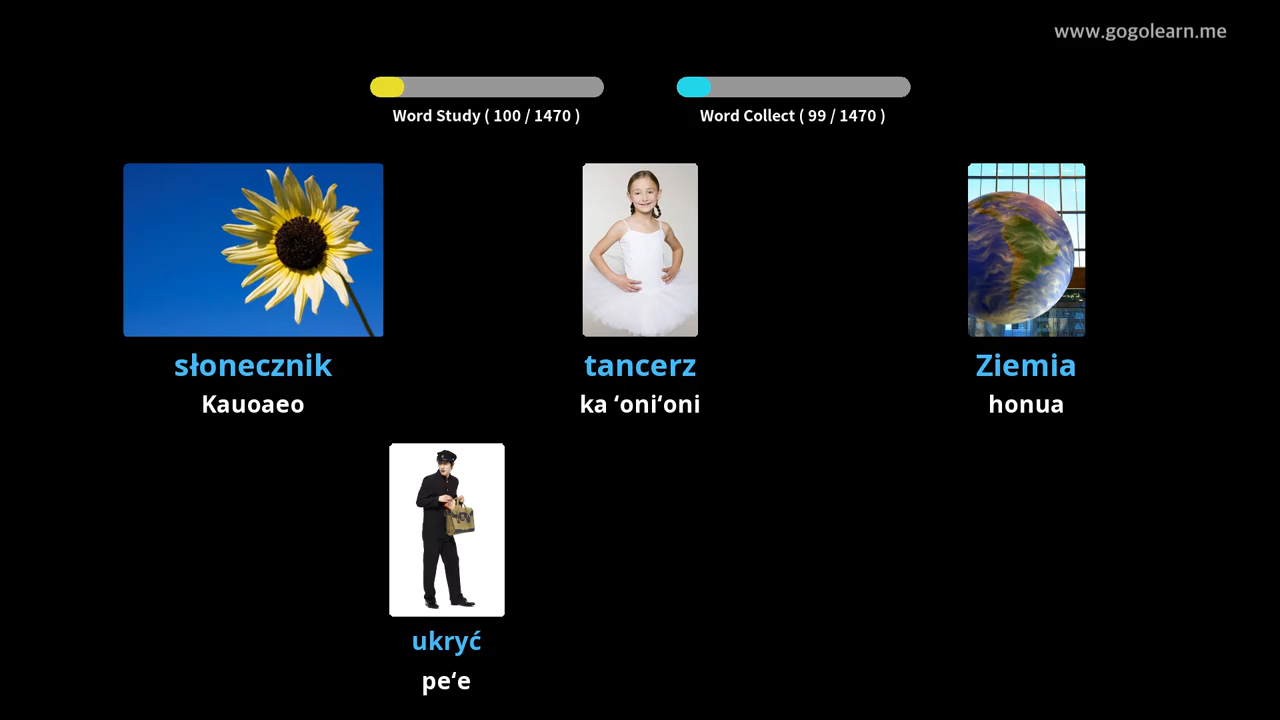 www.gogolearn.me
Word Study ( 100 / 1470 )
Word Collect ( 99 / 1470 )
słonecznik
tancerz
Ziemia
Kauoaeo
ka ʻoniʻoni
honua
ukryć
peʻe